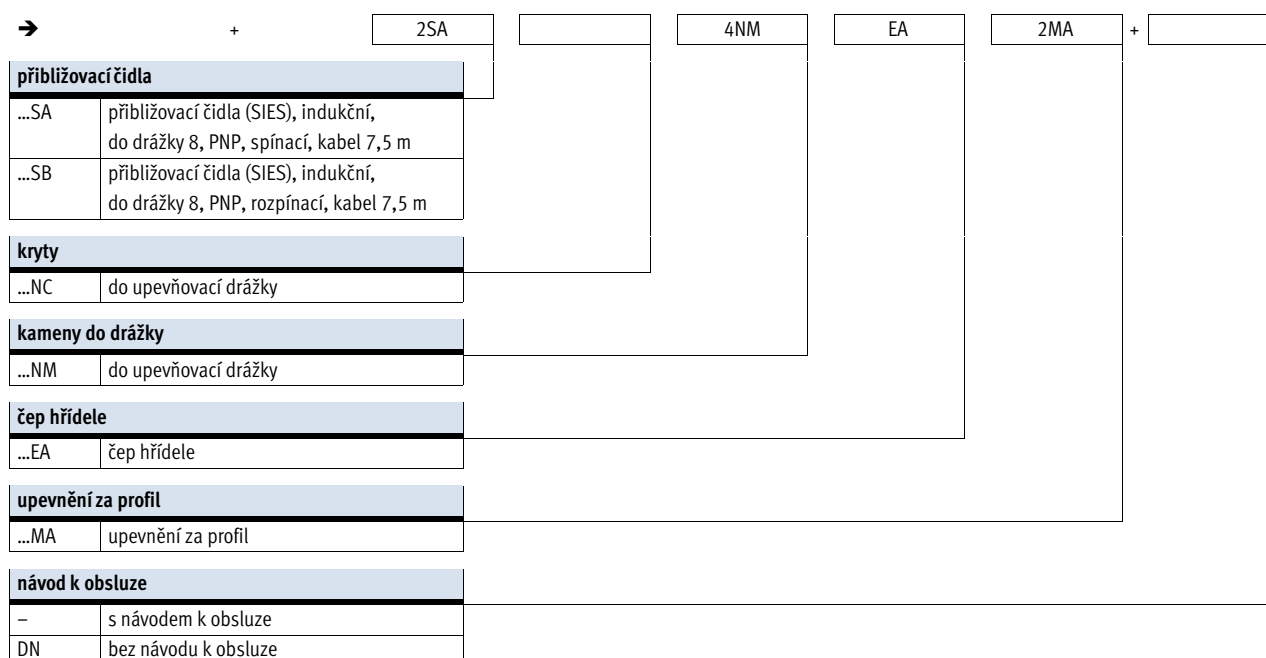 ➔ + 2SA 4NM EA 2MA +
přibližovací čidla
...SA přibližovací čidla (SIES), indukční,
do drážky 8, PNP, spínací, kabel 7,5 m
...SB přibližovací čidla (SIES), indukční,
do drážky 8, PNP, rozpínací, kabel 7,5 m
kryty
...NC do upevňovací drážky
kameny do drážky
...NM do upevňovací drážky
čep hřídele
...EA čep hřídele
upevnění za profil
...MA upevnění za profil
návod k obsluze
– s návodem k obsluze
DN bez návodu k obsluze